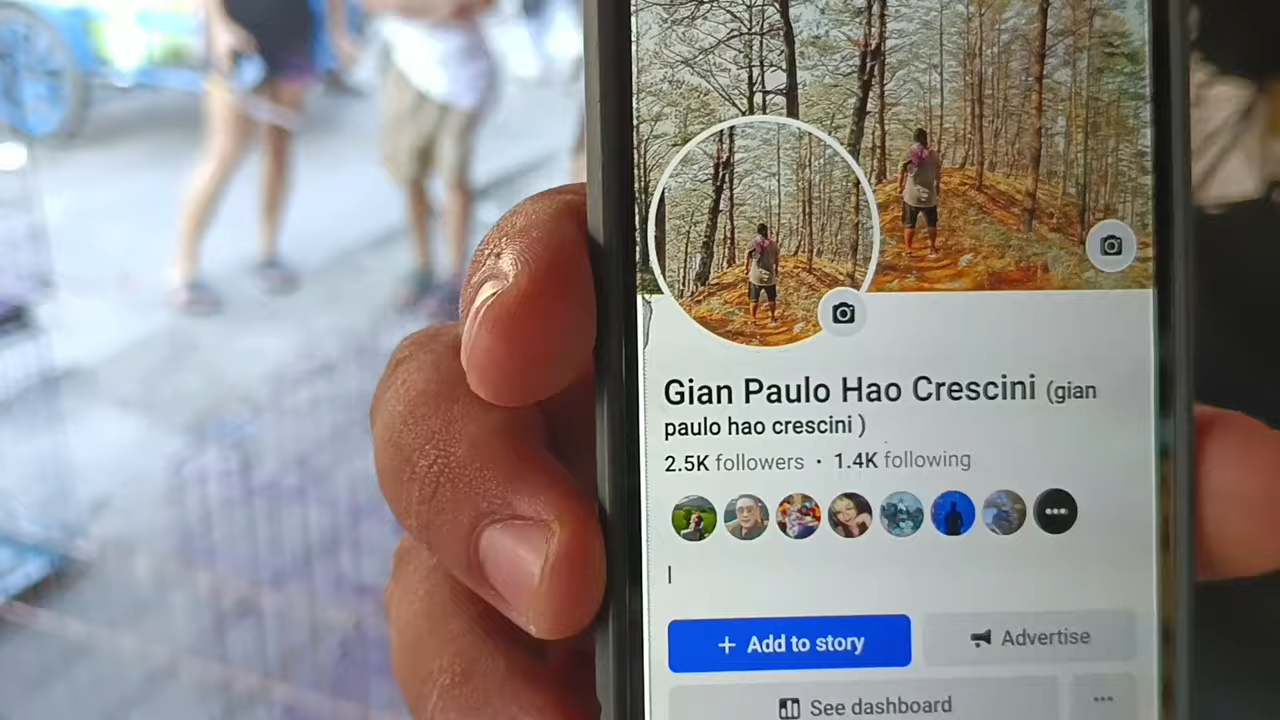 Gian Paulo Hao Crescini (gian
paulo hao crescini )
2.5K followers · 1.4K following
l
+ Add to story
Advertise
See dashboard